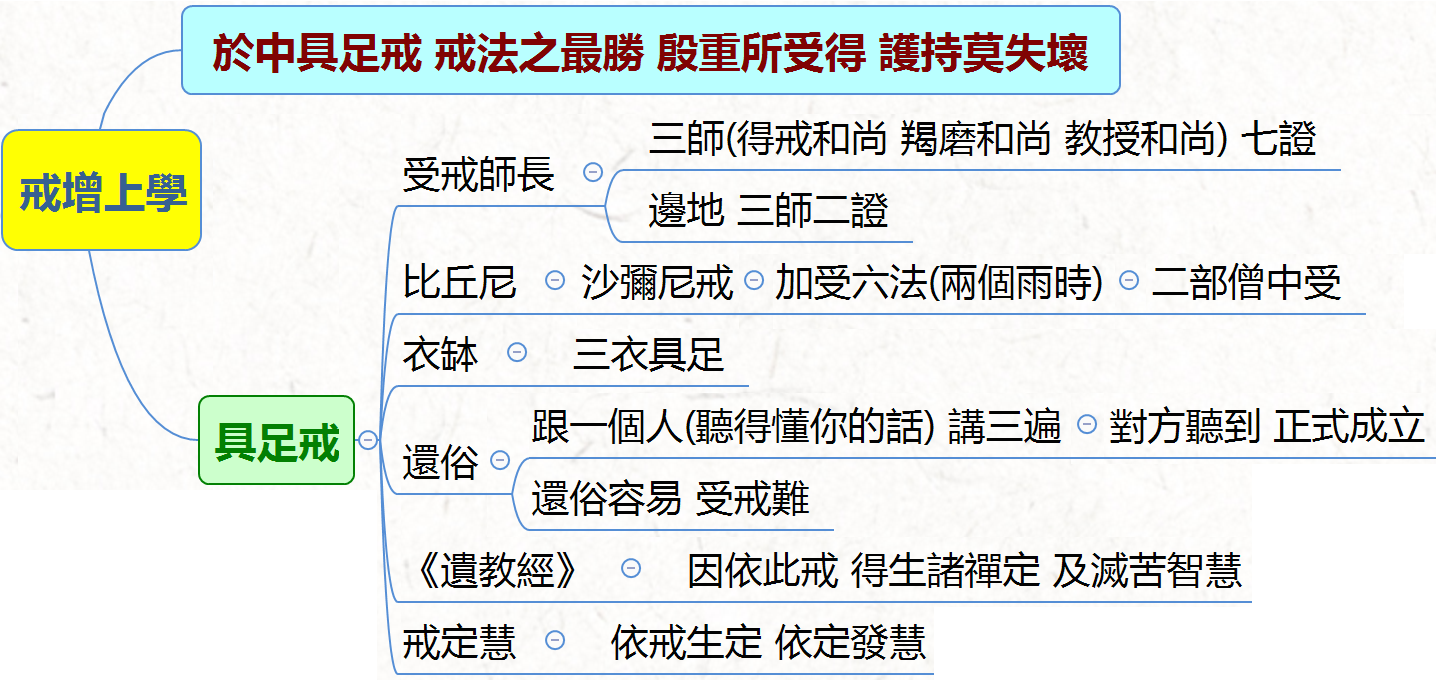 於中具足戒 戒法之最勝 殷重所受得 護持莫失壞
戒增上學
具足戒
受戒師長
三師(得戒和尚 羯磨和尚 教授和尚) 七證
邊地 三師二證
比丘尼 沙彌尼戒 加受六法(兩個雨時) 二部僧中受
衣缽 三衣具足
還俗
跟一個人(聽得懂你的話) 講三遍 對方聽到 正式成立
還俗容易 受戒難
《遺教經》 因依此戒 得生諸禪定 及滅苦智慧
戒定慧 依戒生定 依定發慧